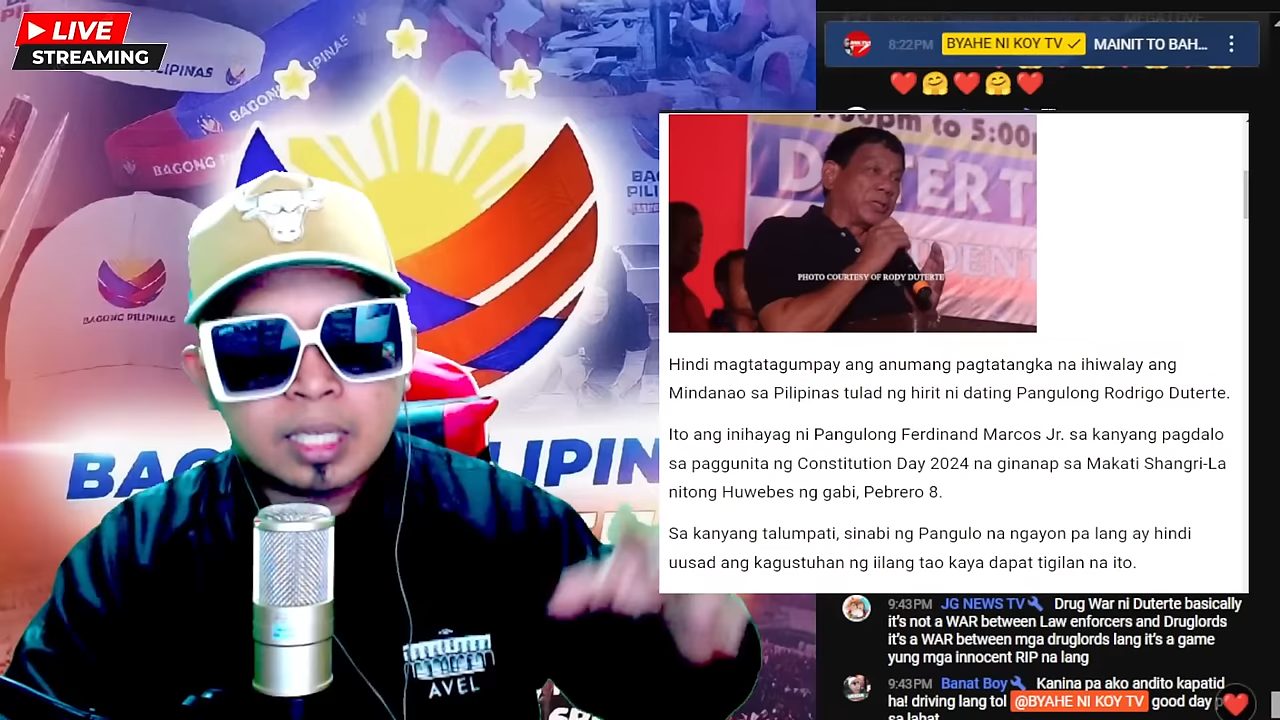 LIVE
STREAMING
PILIPINAS
BAGONG
PILIPINAS
BAGONG
BAGONG PILIPINAS
BAGO
ILIPIN
AVEL
8:22PM BYAHE NI KOY TV MAINIT TO BAH...
to 5:00p
PHOTO COURTESY OF RODY DUTERTE
Hindi magtatagumpay ang anumang pagtatangka na ihiwalay ang
Mindanao sa Pilipinas tulad ng hirit ni dating Pangulong Rodrigo Duterte.
Ito ang inihayag ni Pangulong Ferdinand Marcos Jr. sa kanyang pagdalo
sa paggunita ng Constitution Day 2024 na ginanap sa Makati Shangri-La
nitong Huwebes ng gabi, Pebrero 8.
Sa kanyang talumpati, sinabi ng Pangulo na ngayon pa lang ay hindi
uusad ang kagustuhan ng iilang tao kaya dapat tigilan na ito.
9:43PM JG NEWS TV Drug War ni Duterte basically
it's not a WAR between Law enforcers and Druglords
it's a WAR between mga druglords lang it's a game
yung mga innocent RIP na lang
9:43PM Banat Boy Kanina pa ako andito kapatid
ha! driving lang tol @BYAHE NI KOY TV good day
sa lahat